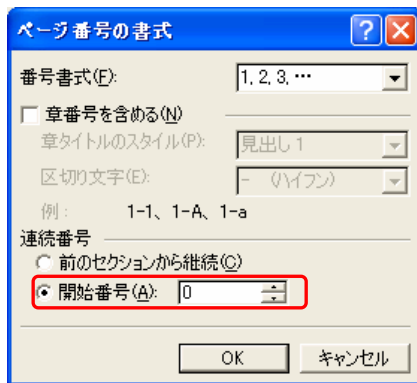 ページ番号の書式
番号書式(F): 1, 2, 3, …
章番号を含める(N)
章タイトルのスタイル(P): 見出し 1
区切り文字(E): - (ハイフン)
例: 1-1、1-A、1-a
連続番号
前のセクションから継続(C)
開始番号(A): 0
OK キャンセル